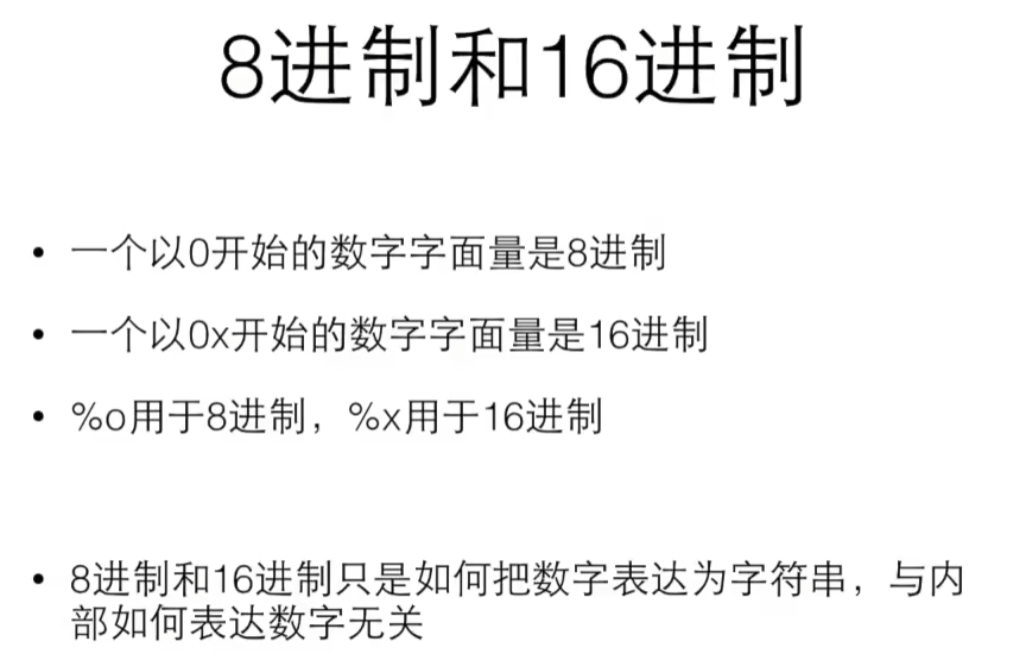 8进制和16进制
• 一个以0开始的数字字面量是8进制
• 一个以0x开始的数字字面量是16进制
• %o用于8进制，%x用于16进制
• 8进制和16进制只是如何把数字表达为字符串，与内
部如何表达数字无关